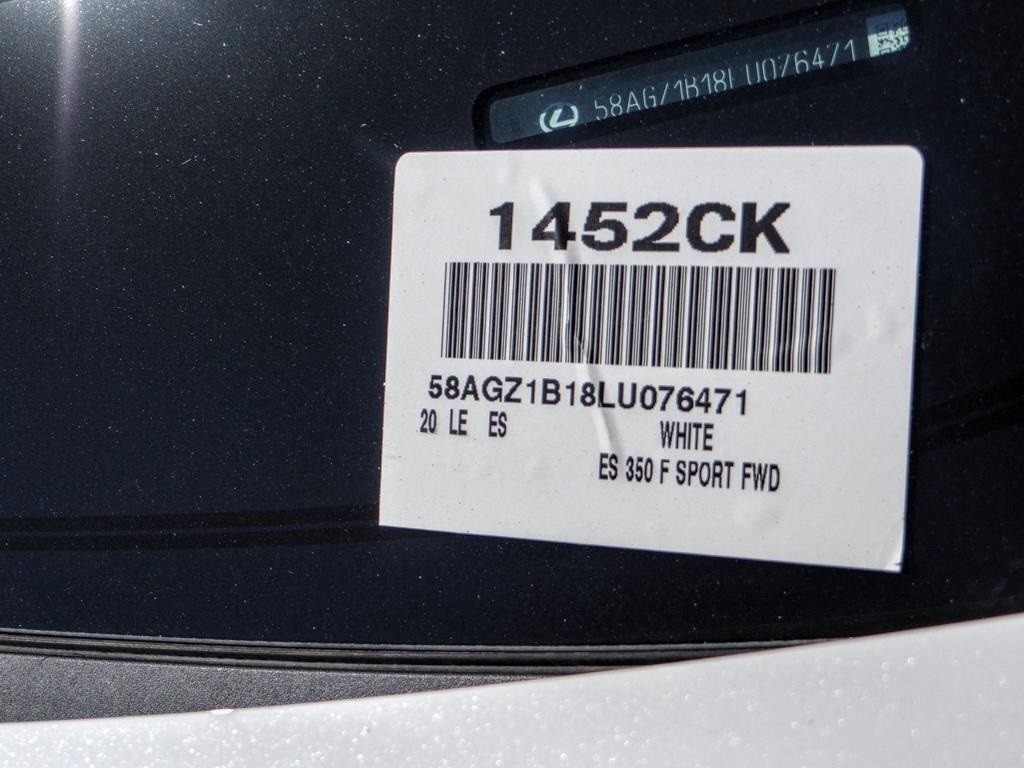 58AGZ1B18LU076471
1452CK
58AGZ1B18LU076471
20 LE ES
WHITE
ES 350 F SPORT FWD